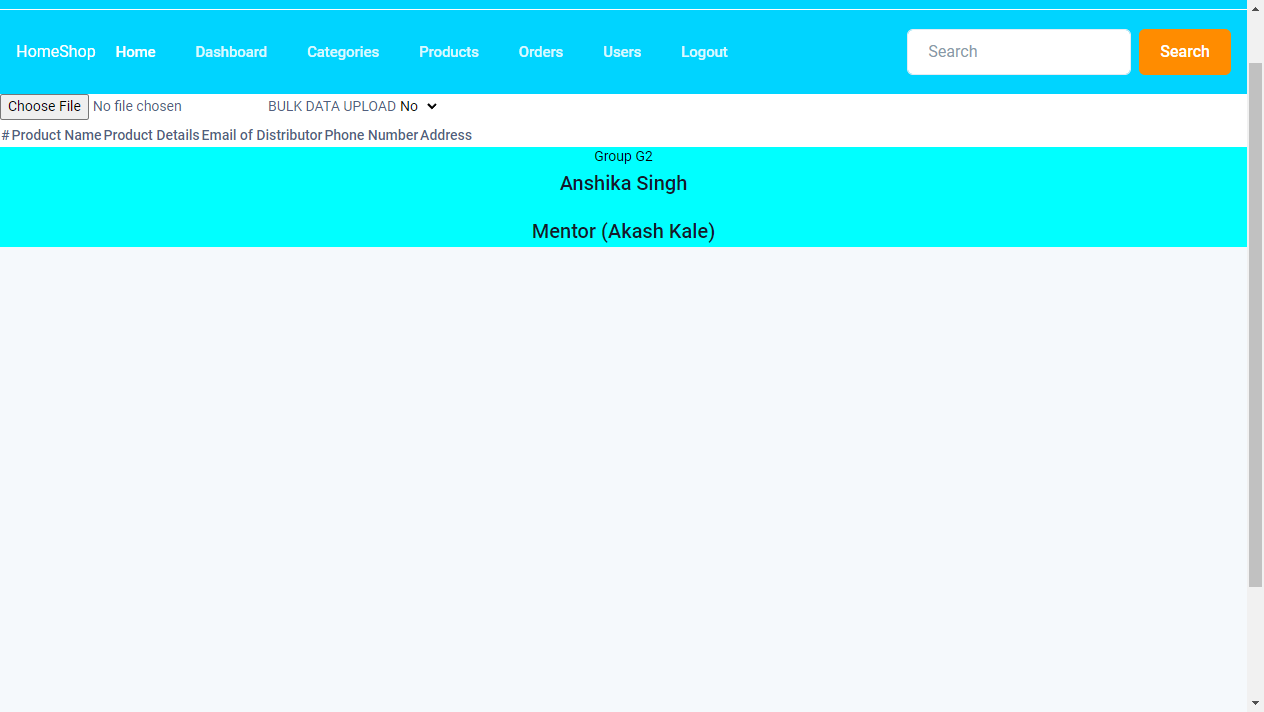 HomeShop Home Dashboard Categories Products Orders Users Logout Search Search
Choose File No file chosen BULK DATA UPLOAD No
# Product Name Product Details Email of Distributor Phone Number Address
Group G2
Anshika Singh
Mentor (Akash Kale)